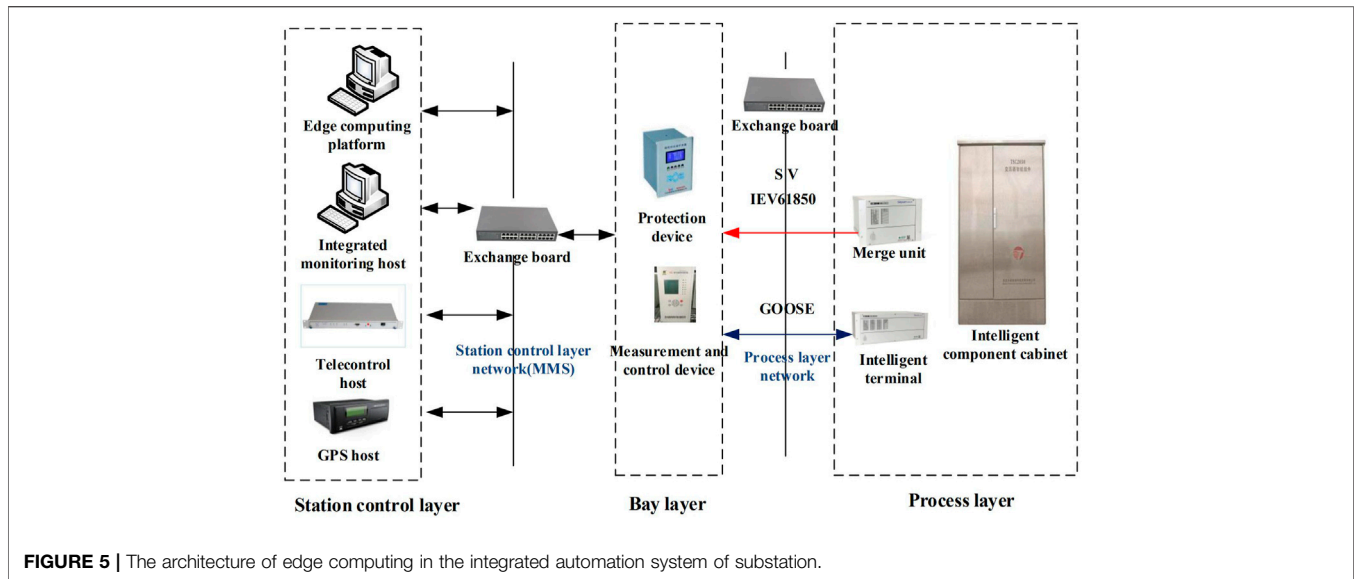 Edge computing
platform
Integrated
monitoring host
Telecontrol
host
GPS host
Station control layer
Exchange board
Station control layer
network(MMS)
Protection
device
Measurement and
control device
Bay layer
Exchange board
S V
IEV61850
GOOSE
Process layer
network
Merge unit
Intelligent
terminal
Intelligent
component cabinet
Process layer
FIGURE 5 | The architecture of edge computing in the integrated automation system of substation.